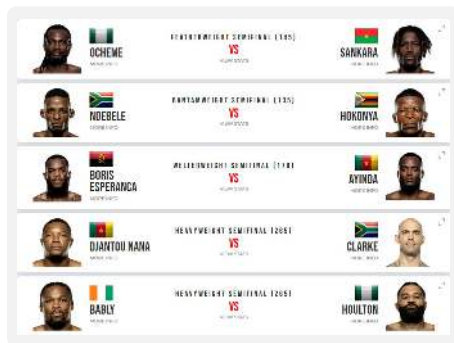 OCHEME
FEATHERWEIGHT SEMIFINAL (145)
VS
SANKARA
NDEBELE
BANTAMWEIGHT SEMIFINAL (135)
VS
HOKONYA
BORIS
ESPERANCA
WELTERWEIGHT SEMIFINAL (170)
VS
AYINDA
DJANTOU NANA
HEAVYWEIGHT SEMIFINAL (265)
VS
CLARKE
BABLY
HEAVYWEIGHT SEMIFINAL (265)
VS
HOULTON